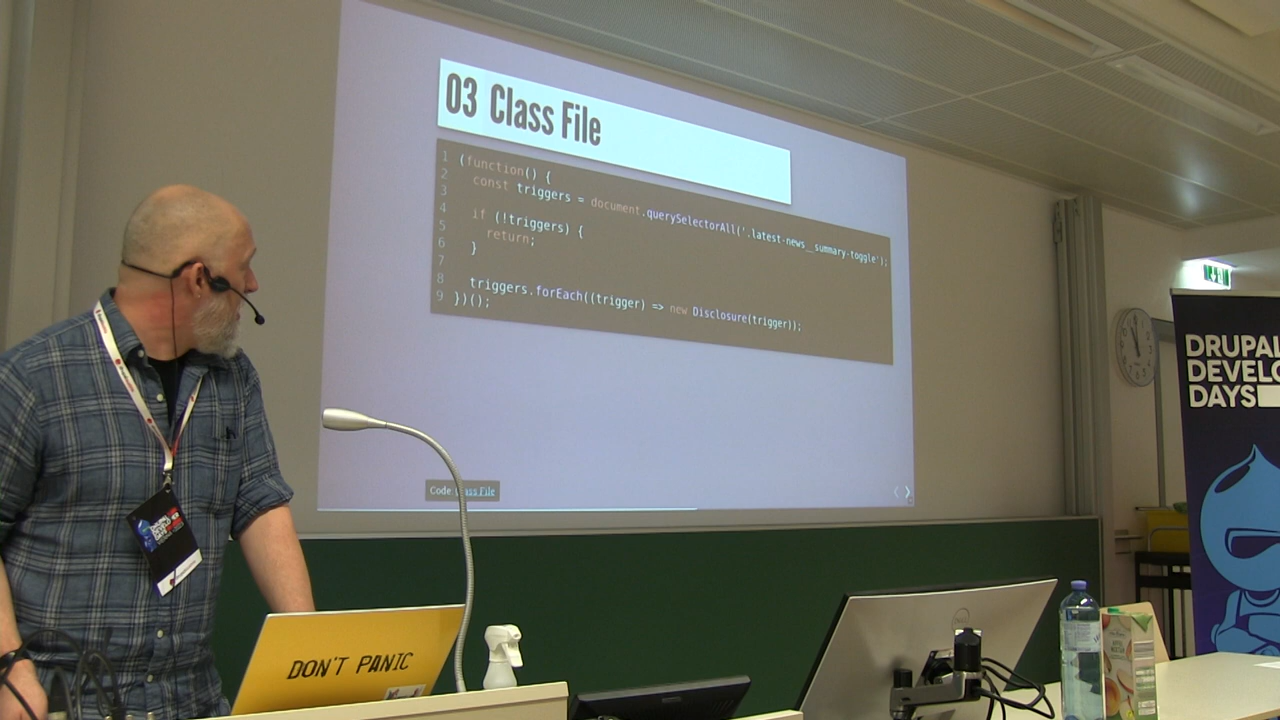 03 Class File
1 (function() {
2 const triggers = document.querySelectorAll('.latest-news__summary-toggle');
3
4 if (!triggers) {
5 return;
6 }
7
8 triggers.forEach((trigger) => new Disclosure(trigger));
9 })();
Code: Class File
DRUPAL
DEVELO
DAYS
DON'T PANIC